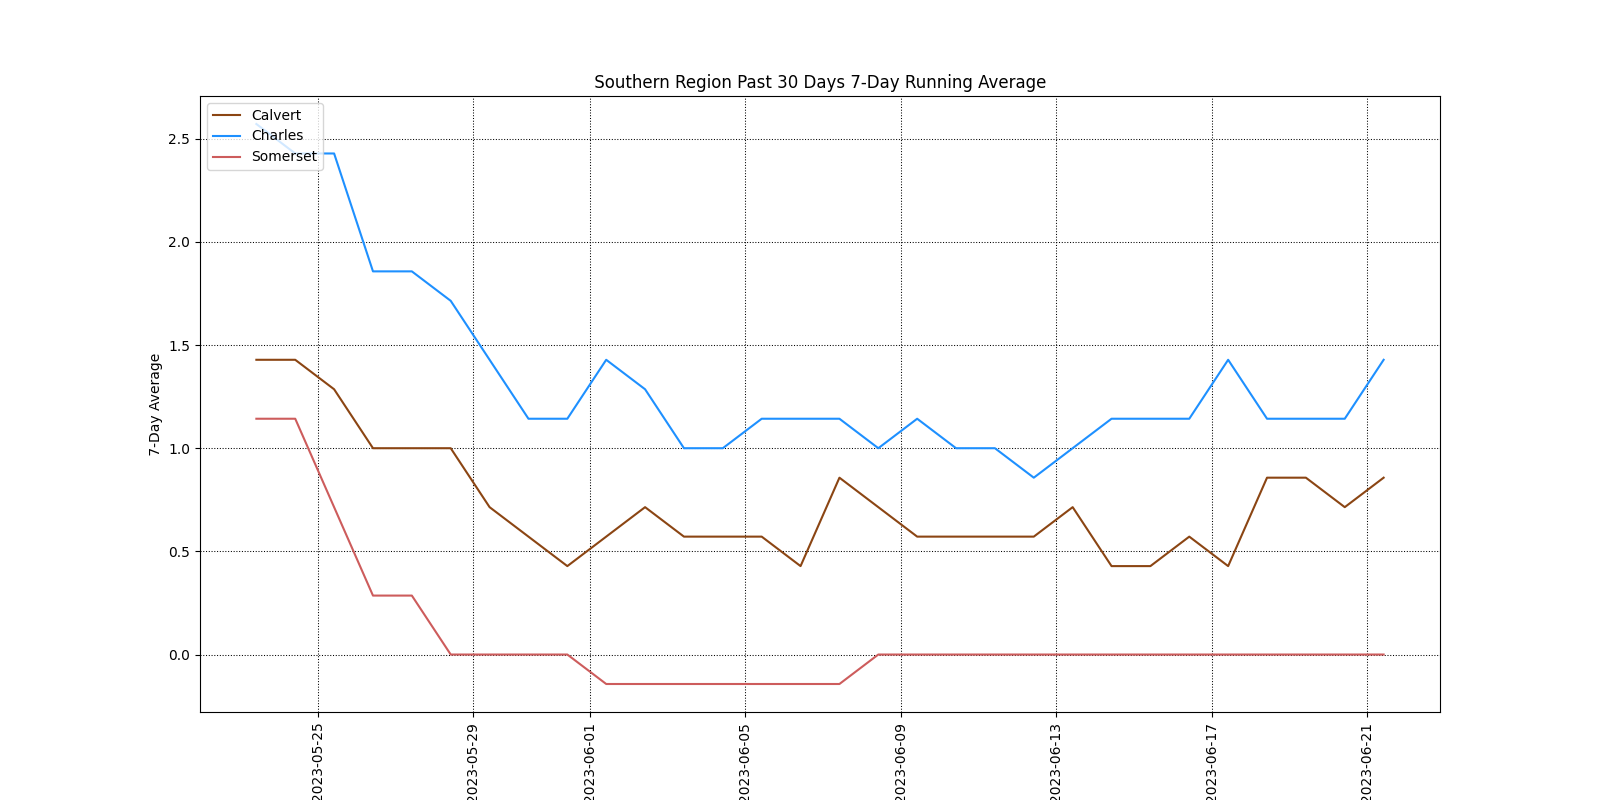 Southern Region Past 30 Days 7-Day Running Average
Calvert
Charles
Somerset
7-Day Average
2.5
2.0
1.5
1.0
0.5
0.0
2023-05-25
2023-05-29
2023-06-01
2023-06-05
2023-06-09
2023-06-13
2023-06-17
2023-06-21